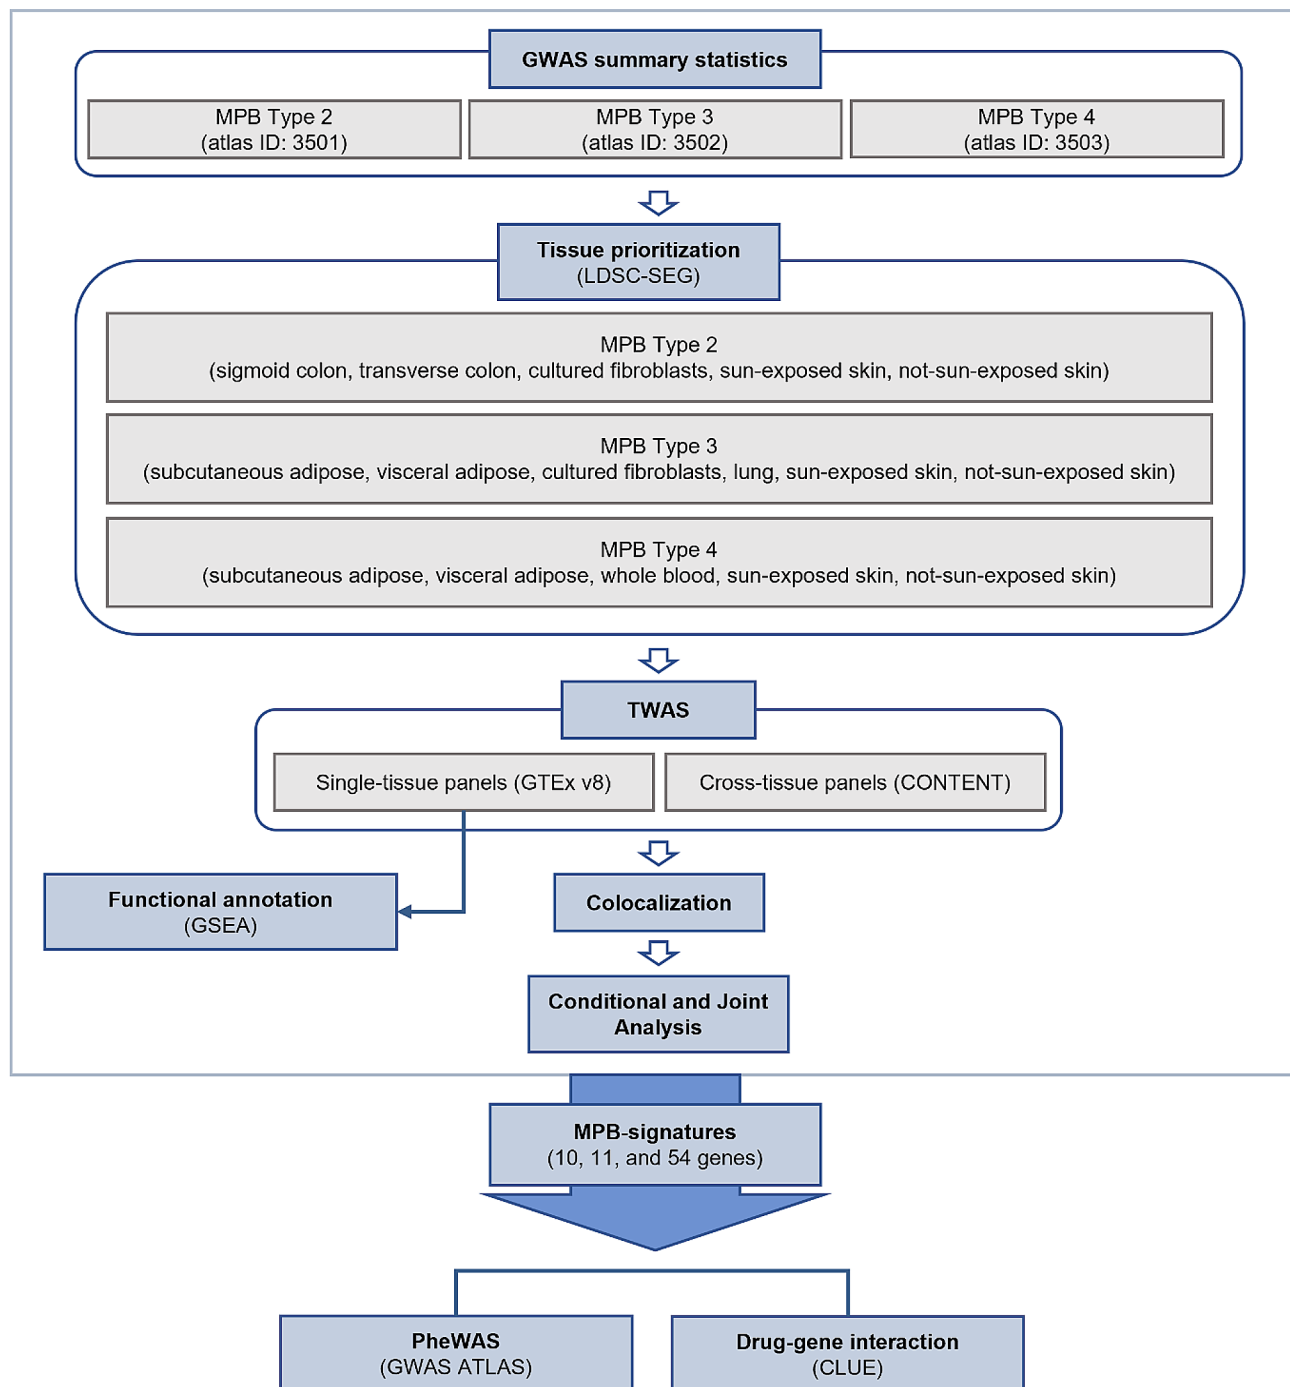 GWAS summary statistics
MPB Type 2
(atlas ID: 3501)
MPB Type 3
(atlas ID: 3502)
MPB Type 4
(atlas ID: 3503)
Tissue prioritization
(LDSC-SEG)
MPB Type 2
(sigmoid colon, transverse colon, cultured fibroblasts, sun-exposed skin, not-sun-exposed skin)
MPB Type 3
(subcutaneous adipose, visceral adipose, cultured fibroblasts, lung, sun-exposed skin, not-sun-exposed skin)
MPB Type 4
(subcutaneous adipose, visceral adipose, whole blood, sun-exposed skin, not-sun-exposed skin)
TWAS
Single-tissue panels (GTEx v8)
Cross-tissue panels (CONTENT)
Functional annotation
(GSEA)
Colocalization
Conditional and Joint
Analysis
MPB-signatures
(10, 11, and 54 genes)
PheWAS
(GWAS ATLAS)
Drug-gene interaction
(CLUE)